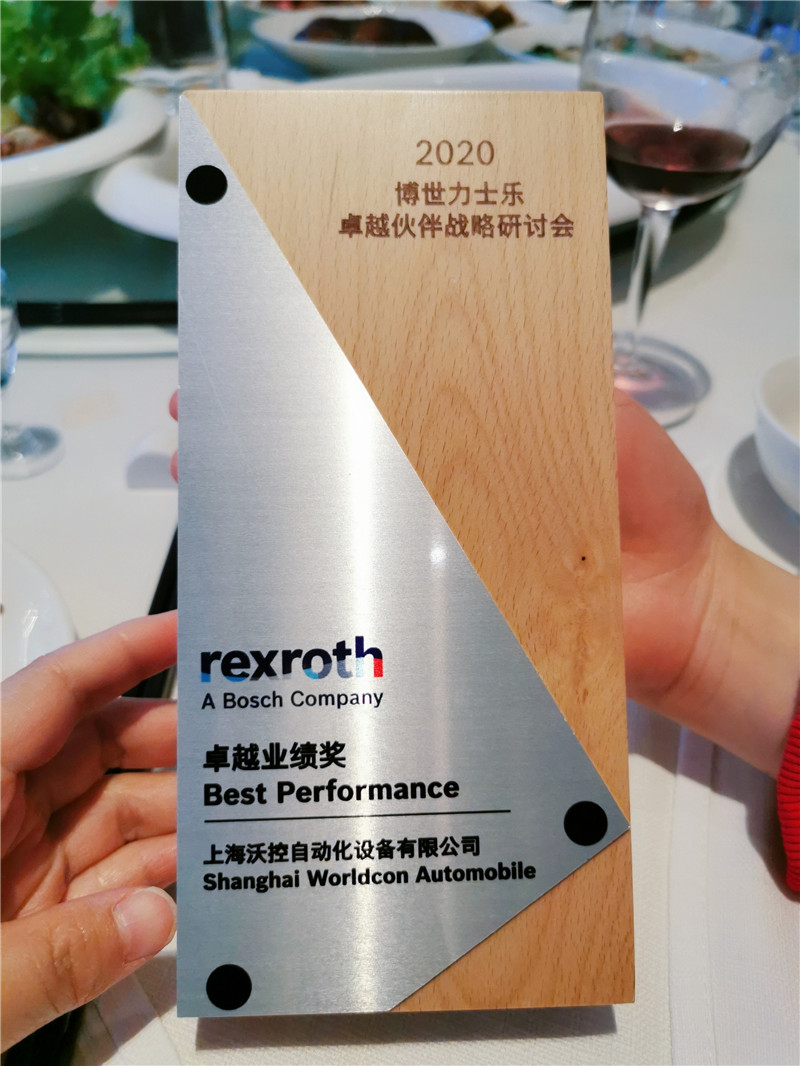 2020
博世力士乐
卓越伙伴战略研讨会
rexroth
A Bosch Company
卓越业绩奖
Best Performance
上海沃控自动化设备有限公司
Shanghai Worldcon Automobile